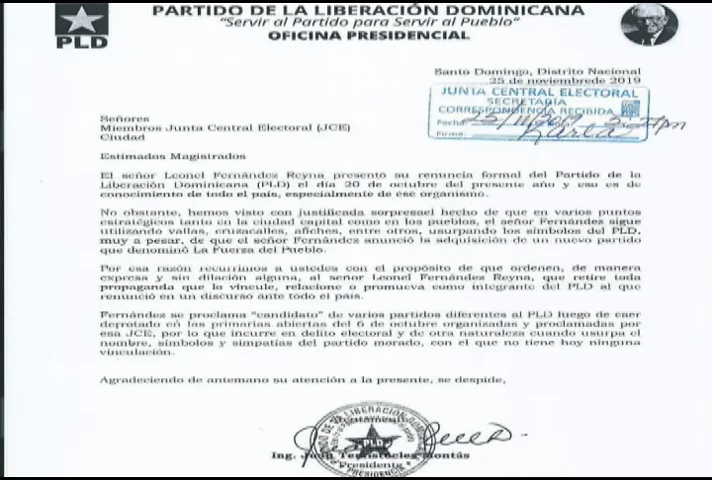 PARTIDO DE LA LIBERACIÓN DOMINICANA
"Servir al Partido para Servir al Pueblo"
OFICINA PRESIDENCIAL
PLD
Santo Domingo, Distrito Nacional
25 de noviembrede 2019
JUNTA CENTRAL ELECTORAL
SECRETARIA
CORRESPONDENCIA RECIBIDA
Fecha:
Firma:
Señores
Miembros Junta Central Electoral (JCE)
Ciudad
Estimados Magistrados
El señor Leonel Fernández Reyna presentó su renuncia formal del Partido de la
Liberación Dominicana (PLD) el día 20 de octubre del presente año y eso es de
conocimiento de todo el país, especialmente de ese organismo.
No obstante, hemos visto con justificada sorpresael hecho de que en varios puntos
estratégicos tanto en la ciudad capital como en los pueblos, el señor Fernández sigue
utilizando vallas, cruzacalles, afiches, entre otros, usurpando los símbolos del PLD,
muy a pesar, de que el señor Fernández anunció la adquisición de un nuevo partido
que denominó La Fuerza del Pueblo.
Por esa razón recurrimos a ustedes con el propósito de que ordenen, de manera
expresa y sin dilación alguna, al señor Leonel Fernández Reyna, que retire toda
propaganda que lo vincule, relacione o promueva como integrante del PLD al que
renunció en un discurso ante todo el país.
Fernández se proclama "candidato" de varios partidos diferentes al PLD luego de caer
derrotado en las primarias abiertas del 6 de octubre organizadas y proclamadas por
esa JCE, por lo que incurre en delito electoral y de otra naturaleza cuando usurpa el
nombre, símbolos y simpatías del partido morado, con el que no tiene hoy ninguna
vinculación.
Agradeciendo de antemano su atención a la presente, se despide,
PLD
Ing. Temístocles Montás
Presidente
PRESIDENCIA